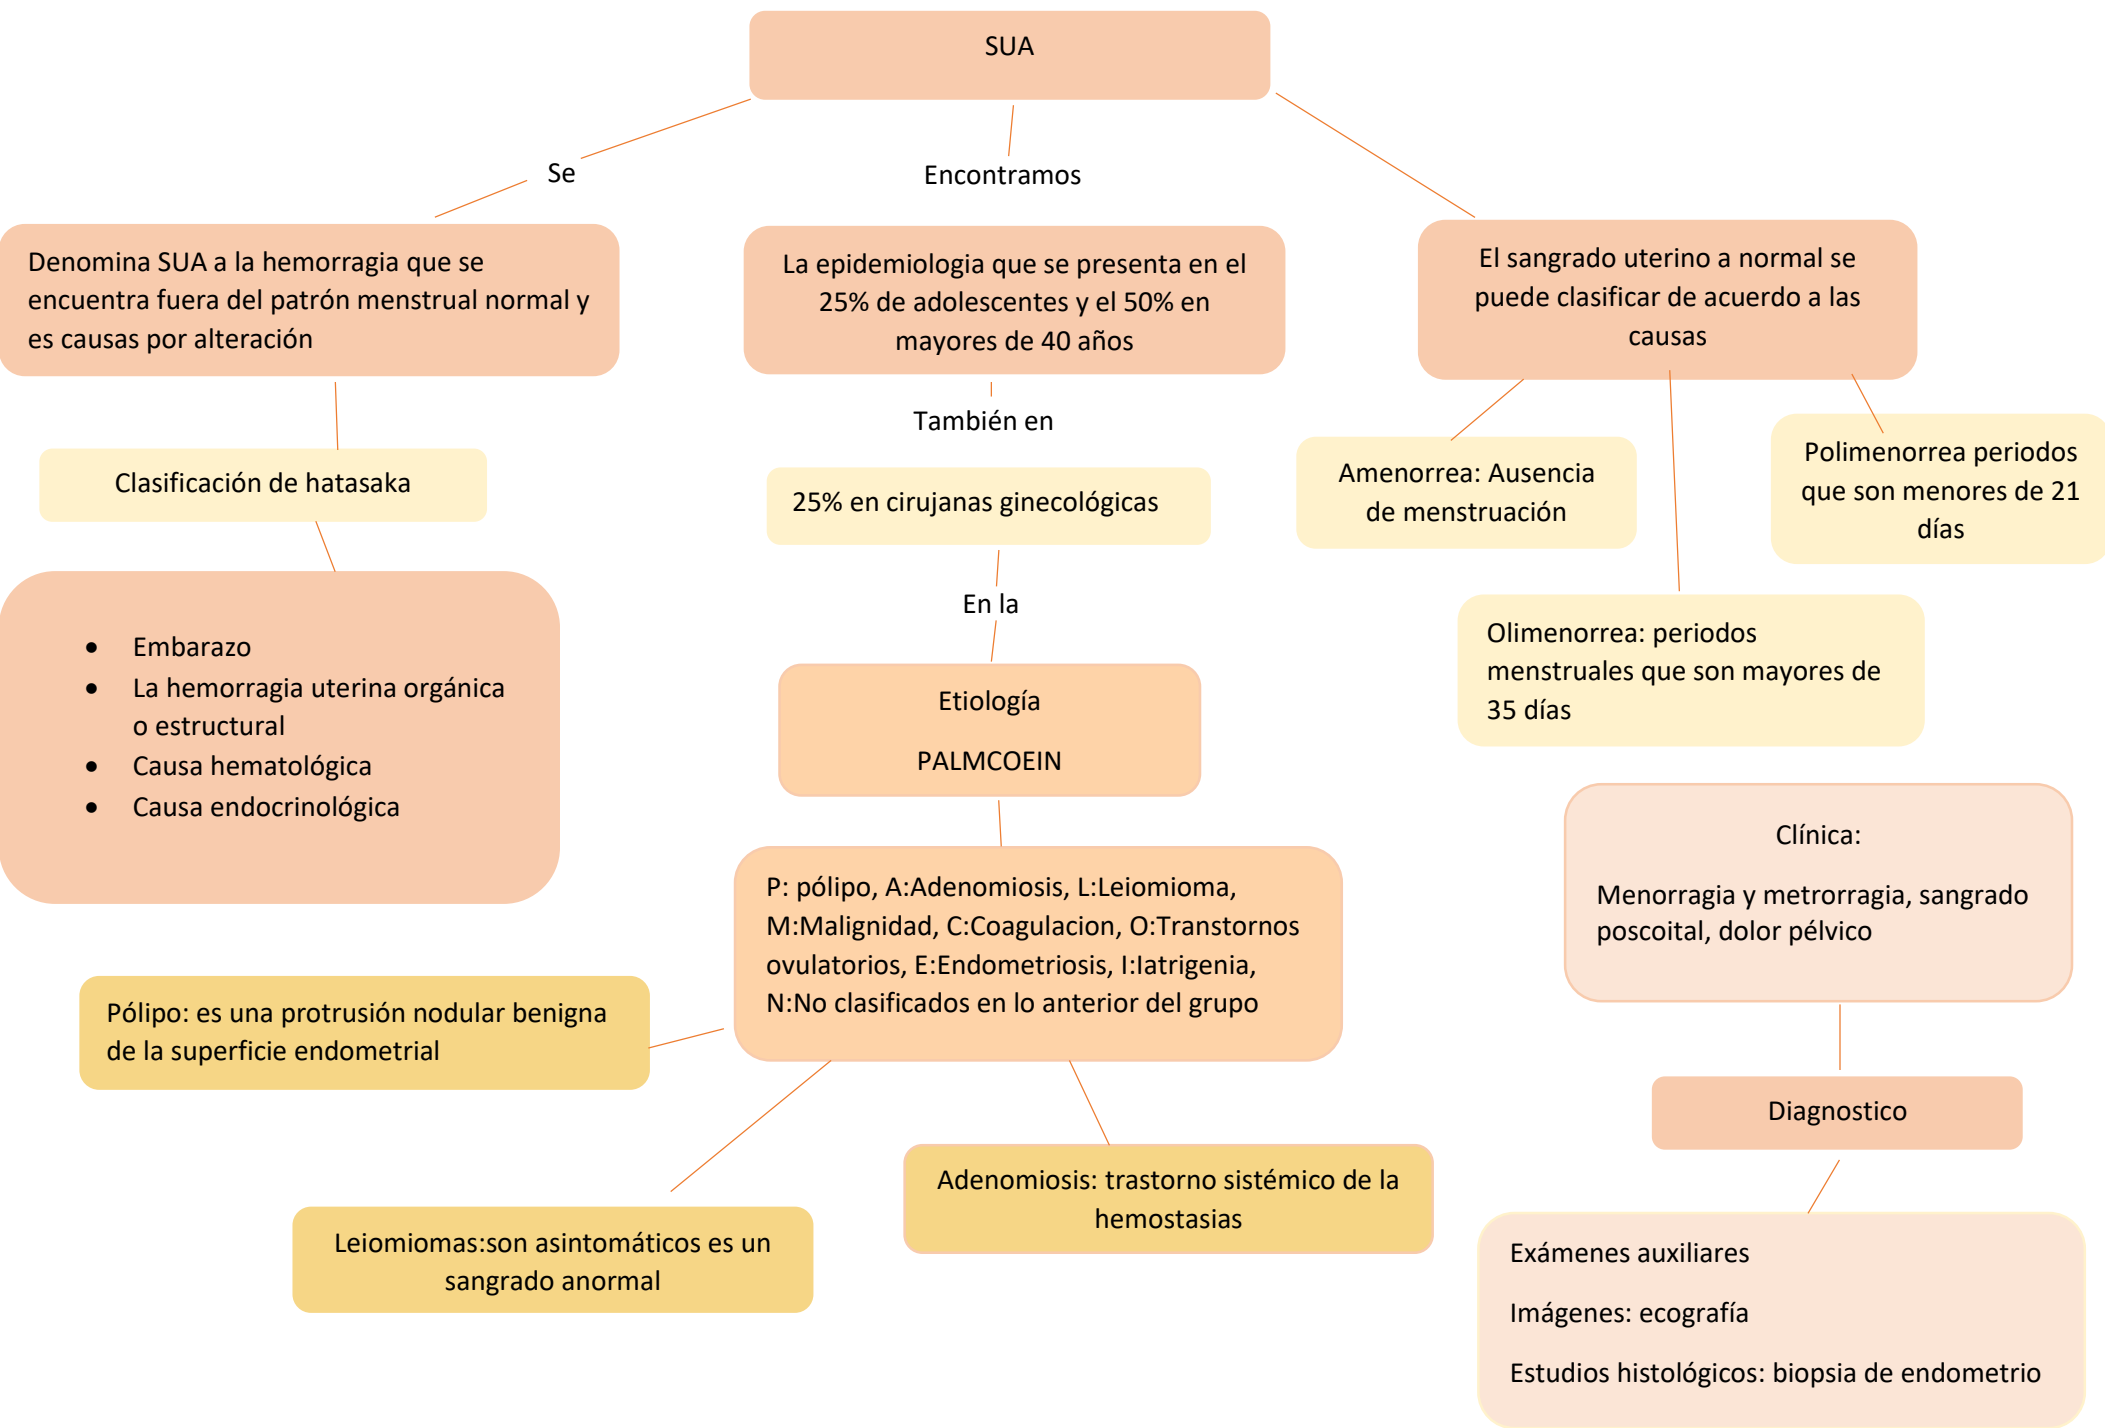 SUA
Se
Encontramos
Denomina SUA a la hemorragia que se
encuentra fuera del patrón menstrual normal y
es causas por alteración
La epidemiologia que se presenta en el
25% de adolescentes y el 50% en
mayores de 40 años
El sangrado uterino a normal se
puede clasificar de acuerdo a las
causas
También en
Clasificación de hatasaka
25% en cirujanas ginecológicas
Amenorrea: Ausencia
de menstruación
Polimenorrea periodos
que son menores de 21
días
En la
• Embarazo
• La hemorragia uterina orgánica
o estructural
• Causa hematológica
• Causa endocrinológica
Etiología
PALMCOEIN
Olimenorrea: periodos
menstruales que son mayores de
35 días
Clínica:
Menorragia y metrorragia, sangrado
poscoital, dolor pélvico
P: pólipo, A:Adenomiosis, L:Leiomioma,
M:Malignidad, C:Coagulacion, O:Transtornos
ovulatorios, E:Endometriosis, I:Iatrigenia,
N:No clasificados en lo anterior del grupo
Pólipo: es una protrusión nodular benigna
de la superficie endometrial
Diagnostico
Adenomiosis: trastorno sistémico de la
hemostasias
Leiomiomas:son asintomáticos es un
sangrado anormal
Exámenes auxiliares
Imágenes: ecografía
Estudios histológicos: biopsia de endometrio